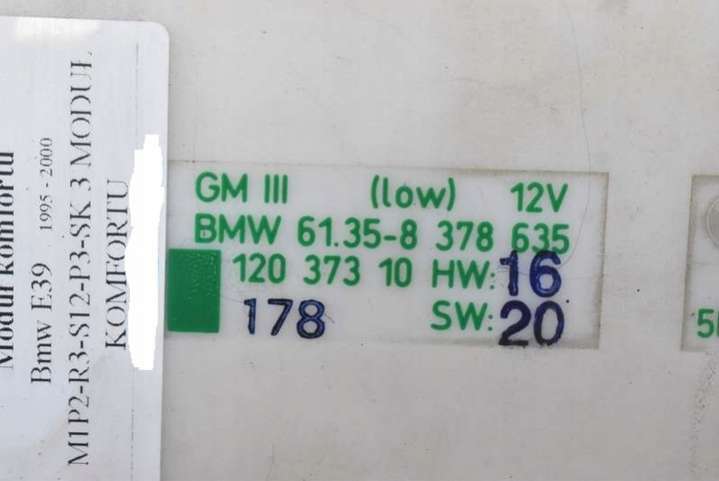 Moduł komfortu
Bmw E39 1995 - 2000
M1P2-R3-S12-P3-SK 3 MODUŁ
KOMFORTU
GM III (low) 12V
BMW 61.35-8 378 635
120 373 10 HW: 16
178 SW: 20